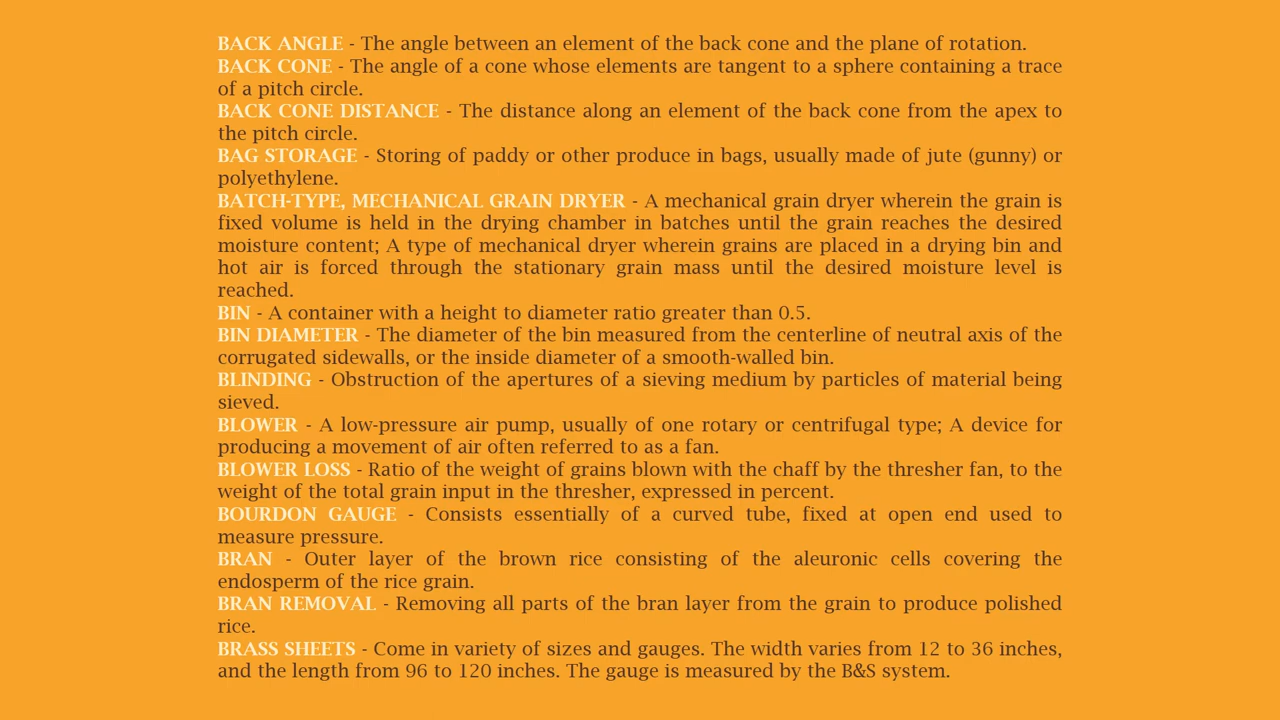 BACK ANGLE - The angle between an element of the back cone and the plane of rotation.
BACK CONE - The angle of a cone whose elements are tangent to a sphere containing a trace
of a pitch circle.
BACK CONE DISTANCE - The distance along an element of the back cone from the apex to
the pitch circle.
BAG STORAGE - Storing of paddy or other produce in bags, usually made of jute (gunny) or
polyethylene.
BATCH-TYPE, MECHANICAL GRAIN DRYER - A mechanical grain dryer wherein the grain is
fixed volume is held in the drying chamber in batches until the grain reaches the desired
moisture content; A type of mechanical dryer wherein grains are placed in a drying bin and
hot air is forced through the stationary grain mass until the desired moisture level is
reached.
BIN - A container with a height to diameter ratio greater than 0.5.
BIN DIAMETER - The diameter of the bin measured from the centerline of neutral axis of the
corrugated sidewalls, or the inside diameter of a smooth-walled bin.
BLINDING - Obstruction of the apertures of a sieving medium by particles of material being
sieved.
BLOWER - A low-pressure air pump, usually of one rotary or centrifugal type; A device for
producing a movement of air often referred to as a fan.
BLOWER LOSS - Ratio of the weight of grains blown with the chaff by the thresher fan, to the
weight of the total grain input in the thresher, expressed in percent.
BOURDON GAUGE - Consists essentially of a curved tube, fixed at open end used to
measure pressure.
BRAN - Outer layer of the brown rice consisting of the aleuronic cells covering the
endosperm of the rice grain.
BRAN REMOVAL - Removing all parts of the bran layer from the grain to produce polished
rice.
BRASS SHEETS - Come in variety of sizes and gauges. The width varies from 12 to 36 inches,
and the length from 96 to 120 inches. The gauge is measured by the B&S system.